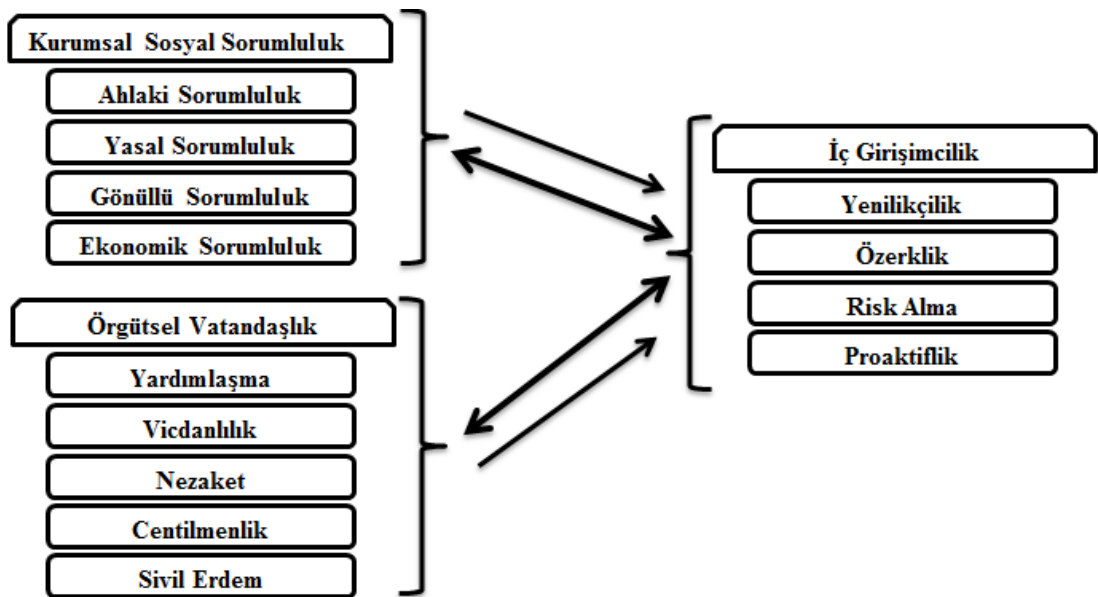 Kurumsal Sosyal Sorumluluk
Ahlaki Sorumluluk
Yasal Sorumluluk
Gönüllü Sorumluluk
Ekonomik Sorumluluk
Örgütsel Vatandaşlık
Yardımlaşma
Vicdanlılık
Nezaket
Centilmenlik
Sivil Erdem
İç Girişimcilik
Yenilikçilik
Özerklik
Risk Alma
Proaktiflik